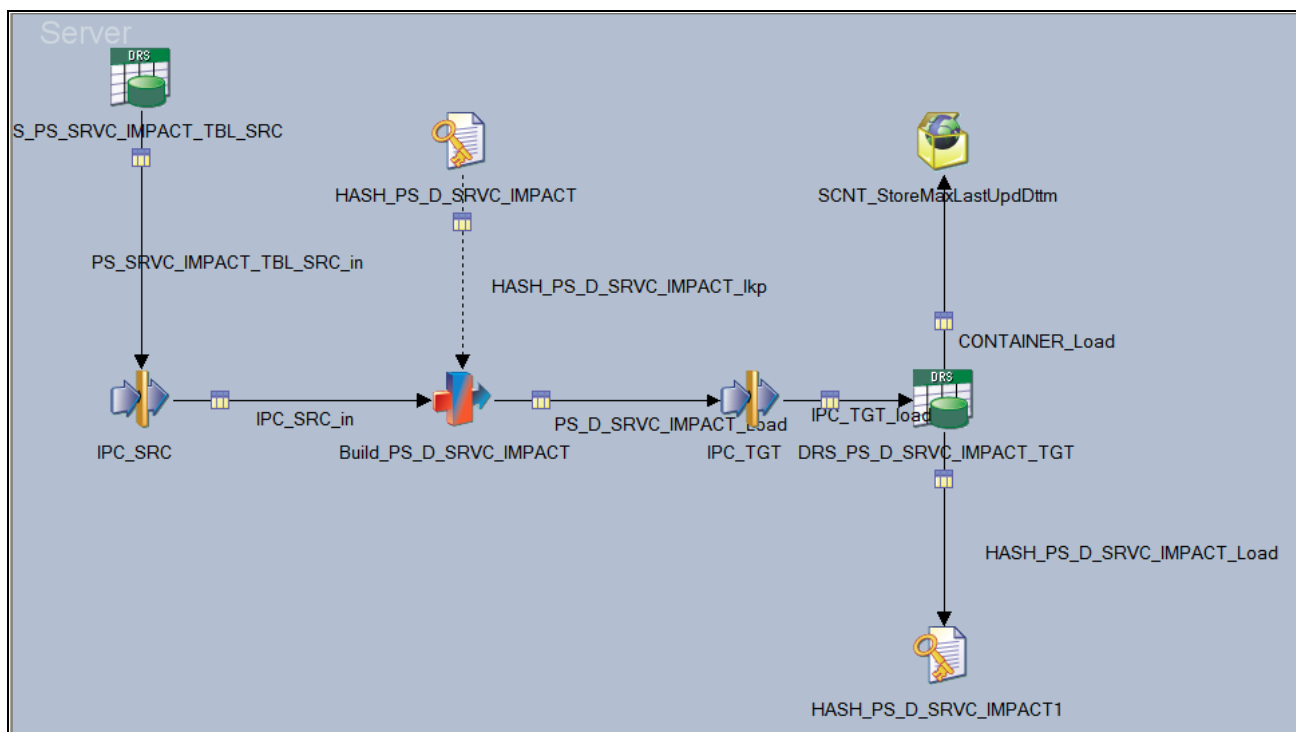 Server
DRS
S_PS_SRVC_IMPACT_TBL_SRC
HASH_PS_D_SRVC_IMPACT
SCNT_StoreMaxLastUpdDttm
PS_SRVC_IMPACT_TBL_SRC_in
HASH_PS_D_SRVC_IMPACT_lkp
CONTAINER_Load
DRS
IPC_SRC_in
PS_D_SRVC_IMPACT_Load
IPC_TGT_load
IPC_SRC
Build_PS_D_SRVC_IMPACT
IPC_TGT
DRS_PS_D_SRVC_IMPACT_TGT
HASH_PS_D_SRVC_IMPACT_Load
HASH_PS_D_SRVC_IMPACT1